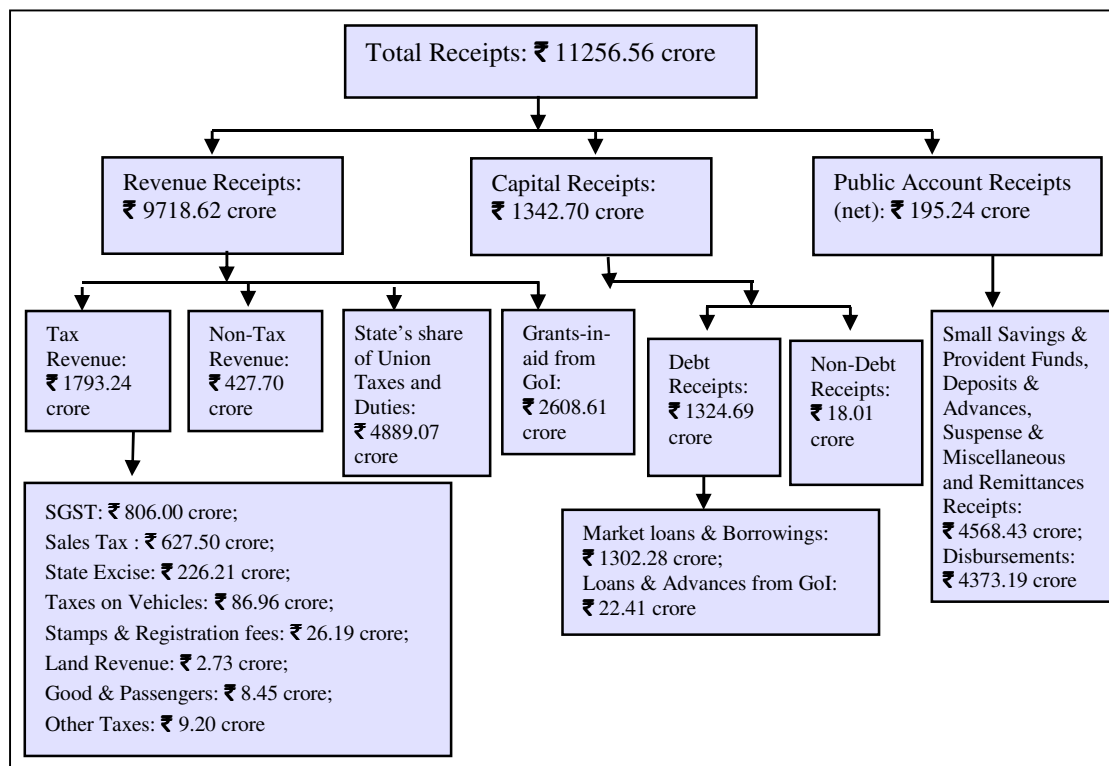 Total Receipts: ₹ 11256.56 crore
Revenue Receipts:
₹ 9718.62 crore
Capital Receipts:
₹ 1342.70 crore
Public Account Receipts
(net): ₹ 195.24 crore
Tax
Revenue:
₹ 1793.24
crore
Non-Tax
Revenue:
₹ 427.70
crore
State's share
of Union
Taxes and
Duties:
₹ 4889.07
crore
Grants-in-
aid from
GoI:
₹ 2608.61
crore
Debt
Receipts:
₹ 1324.69
crore
Non-Debt
Receipts:
₹ 18.01
crore
Small Savings &
Provident Funds,
Deposits &
Advances,
Suspense &
Miscellaneous
and Remittances
Receipts:
₹ 4568.43 crore;
Disbursements:
₹ 4373.19 crore
SGST: ₹ 806.00 crore;
Sales Tax : ₹ 627.50 crore;
State Excise: ₹ 226.21 crore;
Taxes on Vehicles: ₹ 86.96 crore;
Stamps & Registration fees: ₹ 26.19 crore;
Land Revenue: ₹ 2.73 crore;
Good & Passengers: ₹ 8.45 crore;
Other Taxes: ₹ 9.20 crore
Market loans & Borrowings:
₹ 1302.28 crore;
Loans & Advances from GoI:
₹ 22.41 crore